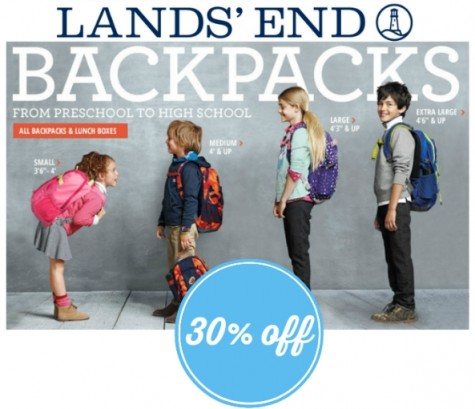 LANDS' END
BACKPACKS
FROM PRESCHOOL TO HIGH SCHOOL
ALL BACKPACKS & LUNCH BOXES
SMALL >
3'6"- 4'
MEDIUM >
4' & UP
LARGE >
4'3" & UP
EXTRA LARGE >
4'6" & UP
30% off